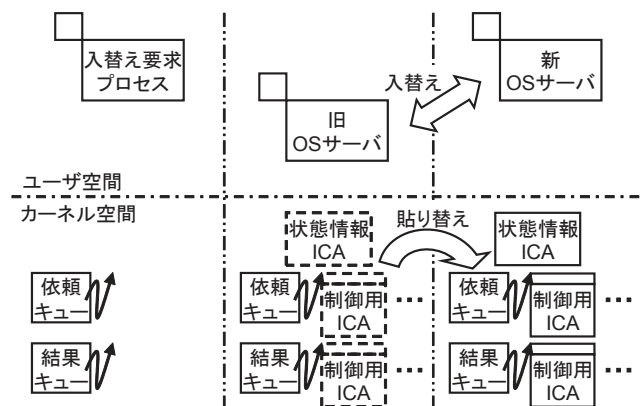 入替え要求
プロセス
旧
OSサーバ
入替え
新
OSサーバ
ユーザ空間
カーネル空間
状態情報
ICA
貼り替え
状態情報
ICA
依頼
キュー
依頼
キュー
制御用
ICA
…
依頼
キュー
制御用
ICA
…
結果
キュー
結果
キュー
制御用
ICA
…
結果
キュー
制御用
ICA
…